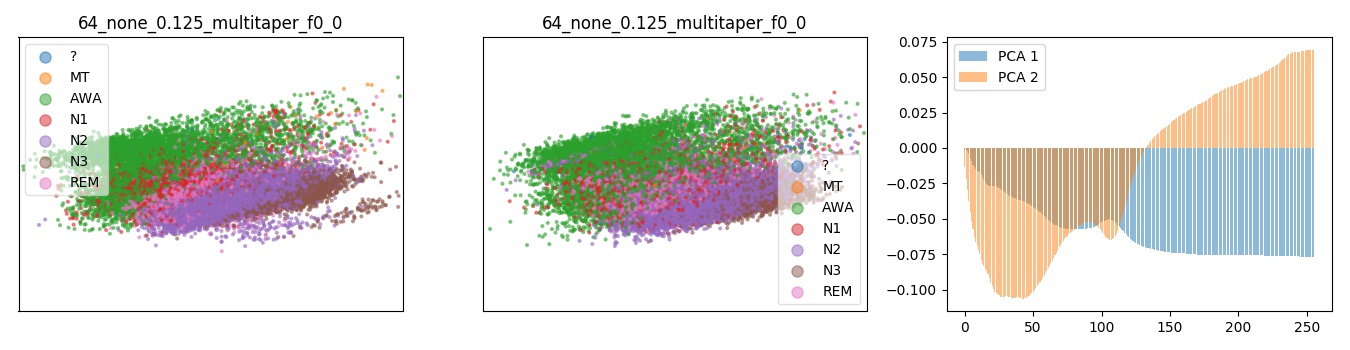 64_none_0.125_multitaper_f0_0
?
MT
AWA
N1
N2
N3
REM
64_none_0.125_multitaper_f0_0
?
MT
AWA
N1
N2
N3
REM
PCA 1
PCA 2
0.075
0.050
0.025
0.000
−0.025
−0.050
−0.075
−0.100
0
50
100
150
200
250